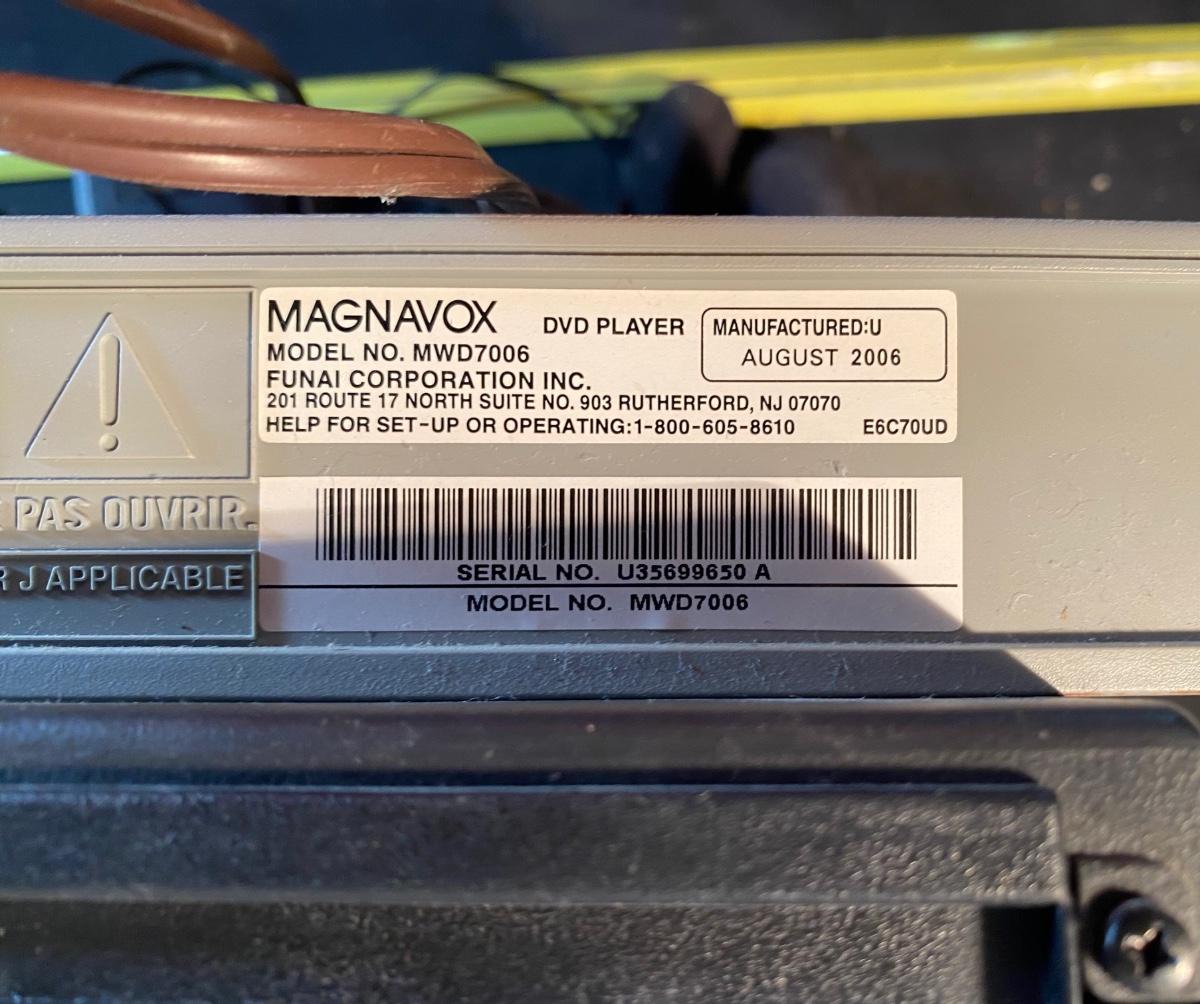 MAGNAVOX DVD PLAYER
MANUFACTURED:U
AUGUST 2006
MODEL NO. MWD7006
FUNAI CORPORATION INC.
201 ROUTE 17 NORTH SUITE NO. 903 RUTHERFORD, NJ 07070
HELP FOR SET-UP OR OPERATING:1-800-605-8610 E6C70UD
PAS OUVRIR.
J APPLICABLE
SERIAL NO. U35699650 A
MODEL NO. MWD7006